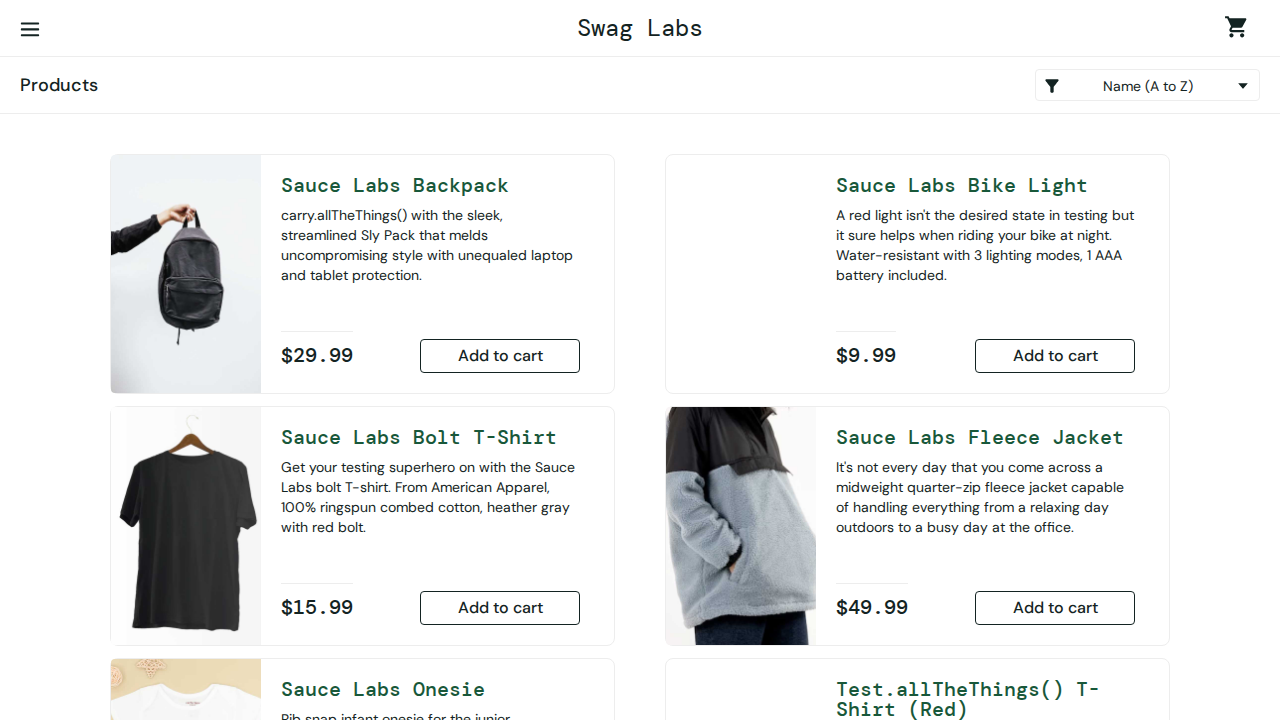 Swag Labs
Products
Name (A to Z)
Sauce Labs Backpack
carry.allTheThings() with the sleek,
streamlined Sly Pack that melds
uncompromising style with unequaled laptop
and tablet protection.
$29.99
Add to cart
Sauce Labs Bike Light
A red light isn't the desired state in testing but
it sure helps when riding your bike at night.
Water-resistant with 3 lighting modes, 1 AAA
battery included.
$9.99
Add to cart
Sauce Labs Bolt T-Shirt
Get your testing superhero on with the Sauce
Labs bolt T-shirt. From American Apparel,
100% ringspun combed cotton, heather gray
with red bolt.
$15.99
Add to cart
Sauce Labs Fleece Jacket
It's not every day that you come across a
midweight quarter-zip fleece jacket capable
of handling everything from a relaxing day
outdoors to a busy day at the office.
$49.99
Add to cart
Sauce Labs Onesie
Rib snap infant onesie for the junior
Test.allTheThings() T-
Shirt (Red)